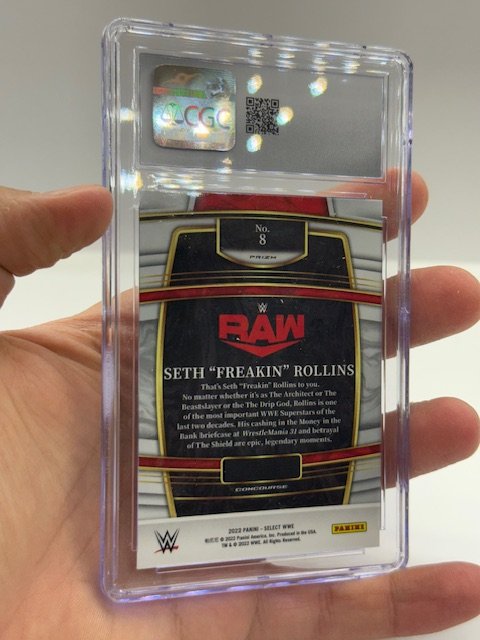 CGC
No.
8
PRIZM
W
RAW
SETH "FREAKIN" ROLLINS
That's Seth "Freakin" Rollins to you.
No matter whether it's as The Architect or The
Beastslayer or the The Drip God, Rollins is one
of the most important WWE Superstars of the
last two decades. His cashing in the Money in the
Bank briefcase at WrestleMania 31 and betrayal
of The Shield are epic, legendary moments.
CONCOURSE
2022 PANINI - SELECT WWE
© 2022 Panini America, Inc. Produced in the USA.
TM & © 2022 WWE. All Rights Reserved.
W
PANINI